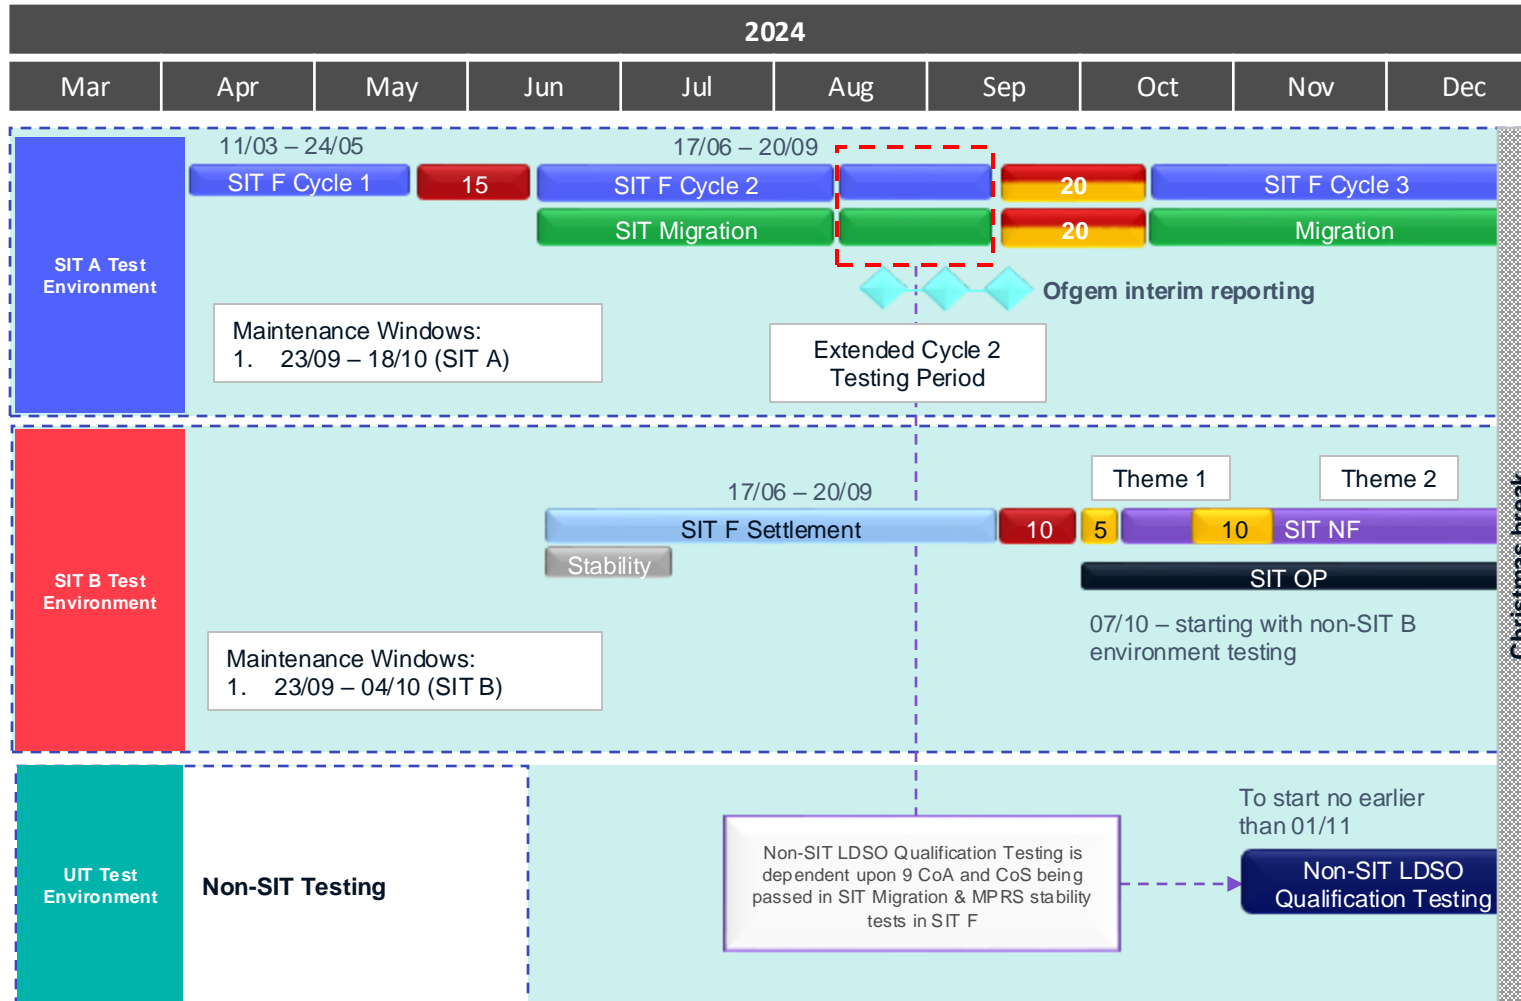 2024
Mar
Apr
May
Jun
Jul
Aug
Sep
Oct
Nov
Dec
SIT A Test
Environment
11/03 – 24/05
17/06 – 20/09
SIT F Cycle 1
15
SIT F Cycle 2
20
SIT F Cycle 3
SIT Migration
20
Migration
Ofgem interim reporting
Maintenance Windows:
1. 23/09 – 18/10 (SIT A)
Extended Cycle 2
Testing Period
SIT B Test
Environment
Theme 1
Theme 2
17/06 – 20/09
SIT F Settlement
10
5
10
SIT NF
Stability
SIT OP
07/10 – starting with non-SIT B
environment testing
Maintenance Windows:
1. 23/09 – 04/10 (SIT B)
Christmas break
UIT Test
Environment
Non-SIT Testing
Non-SIT LDSO Qualification Testing is
dependent upon 9 CoA and CoS being
passed in SIT Migration & MPRS stability
tests in SIT F
To start no earlier
than 01/11
Non-SIT LDSO
Qualification Testing